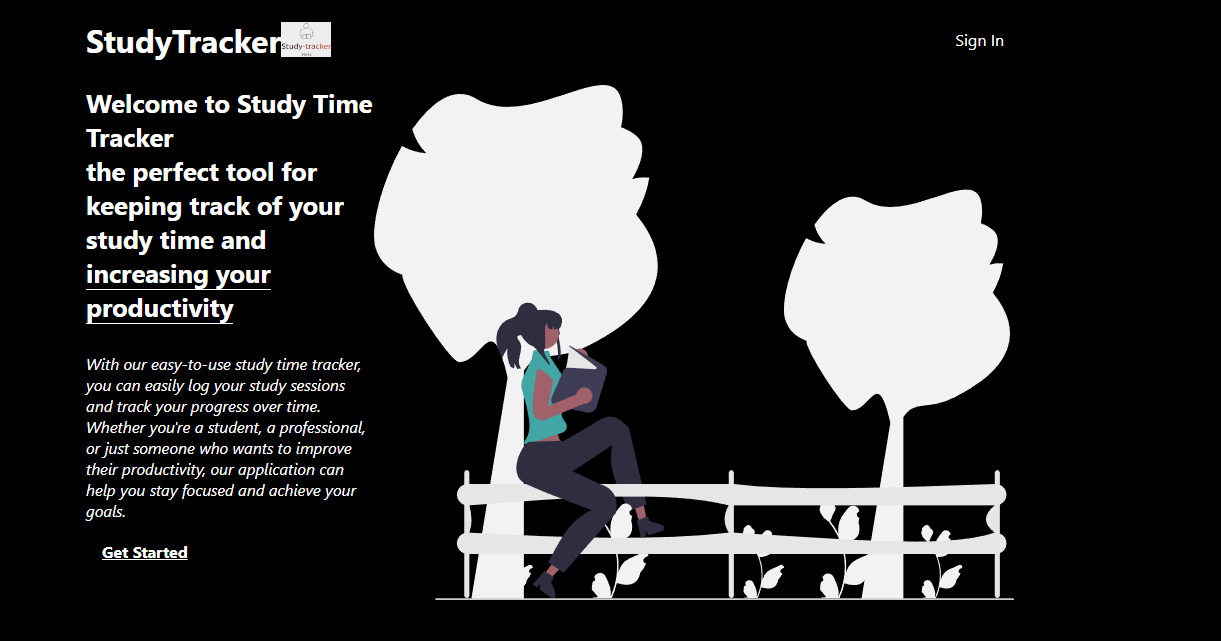 StudyTracker
Study-tracker
Sign In
Welcome to Study Time
Tracker
the perfect tool for
keeping track of your
study time and
increasing your
productivity
With our easy-to-use study time tracker,
you can easily log your study sessions
and track your progress over time.
Whether you're a student, a professional,
or just someone who wants to improve
their productivity, our application can
help you stay focused and achieve your
goals.
Get Started